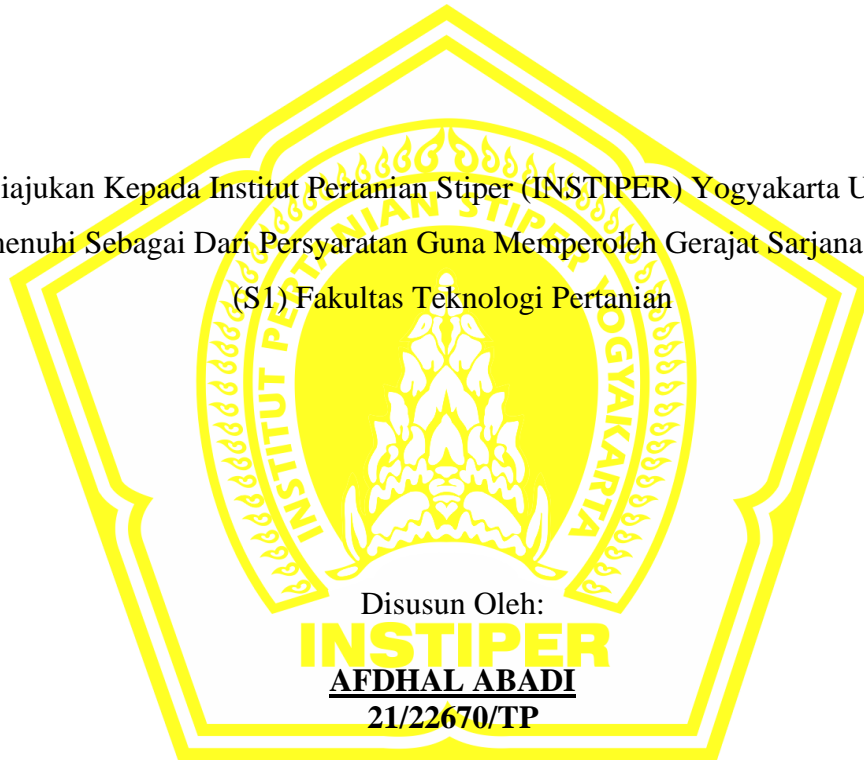 iajukan Kepada Institut Pertanian Stiper (INSTIPER) Yogyakarta U
enuhi Sebagai Dari Persyaratan Guna Memperoleh Gerajat Sarjana
(S1) Fakultas Teknologi Pertanian
INSTITUT PERTANIAN STIPER YOGYAKARTA
Disusun Oleh:
INSTIPER
AFDHAL ABADI
21/22670/TP